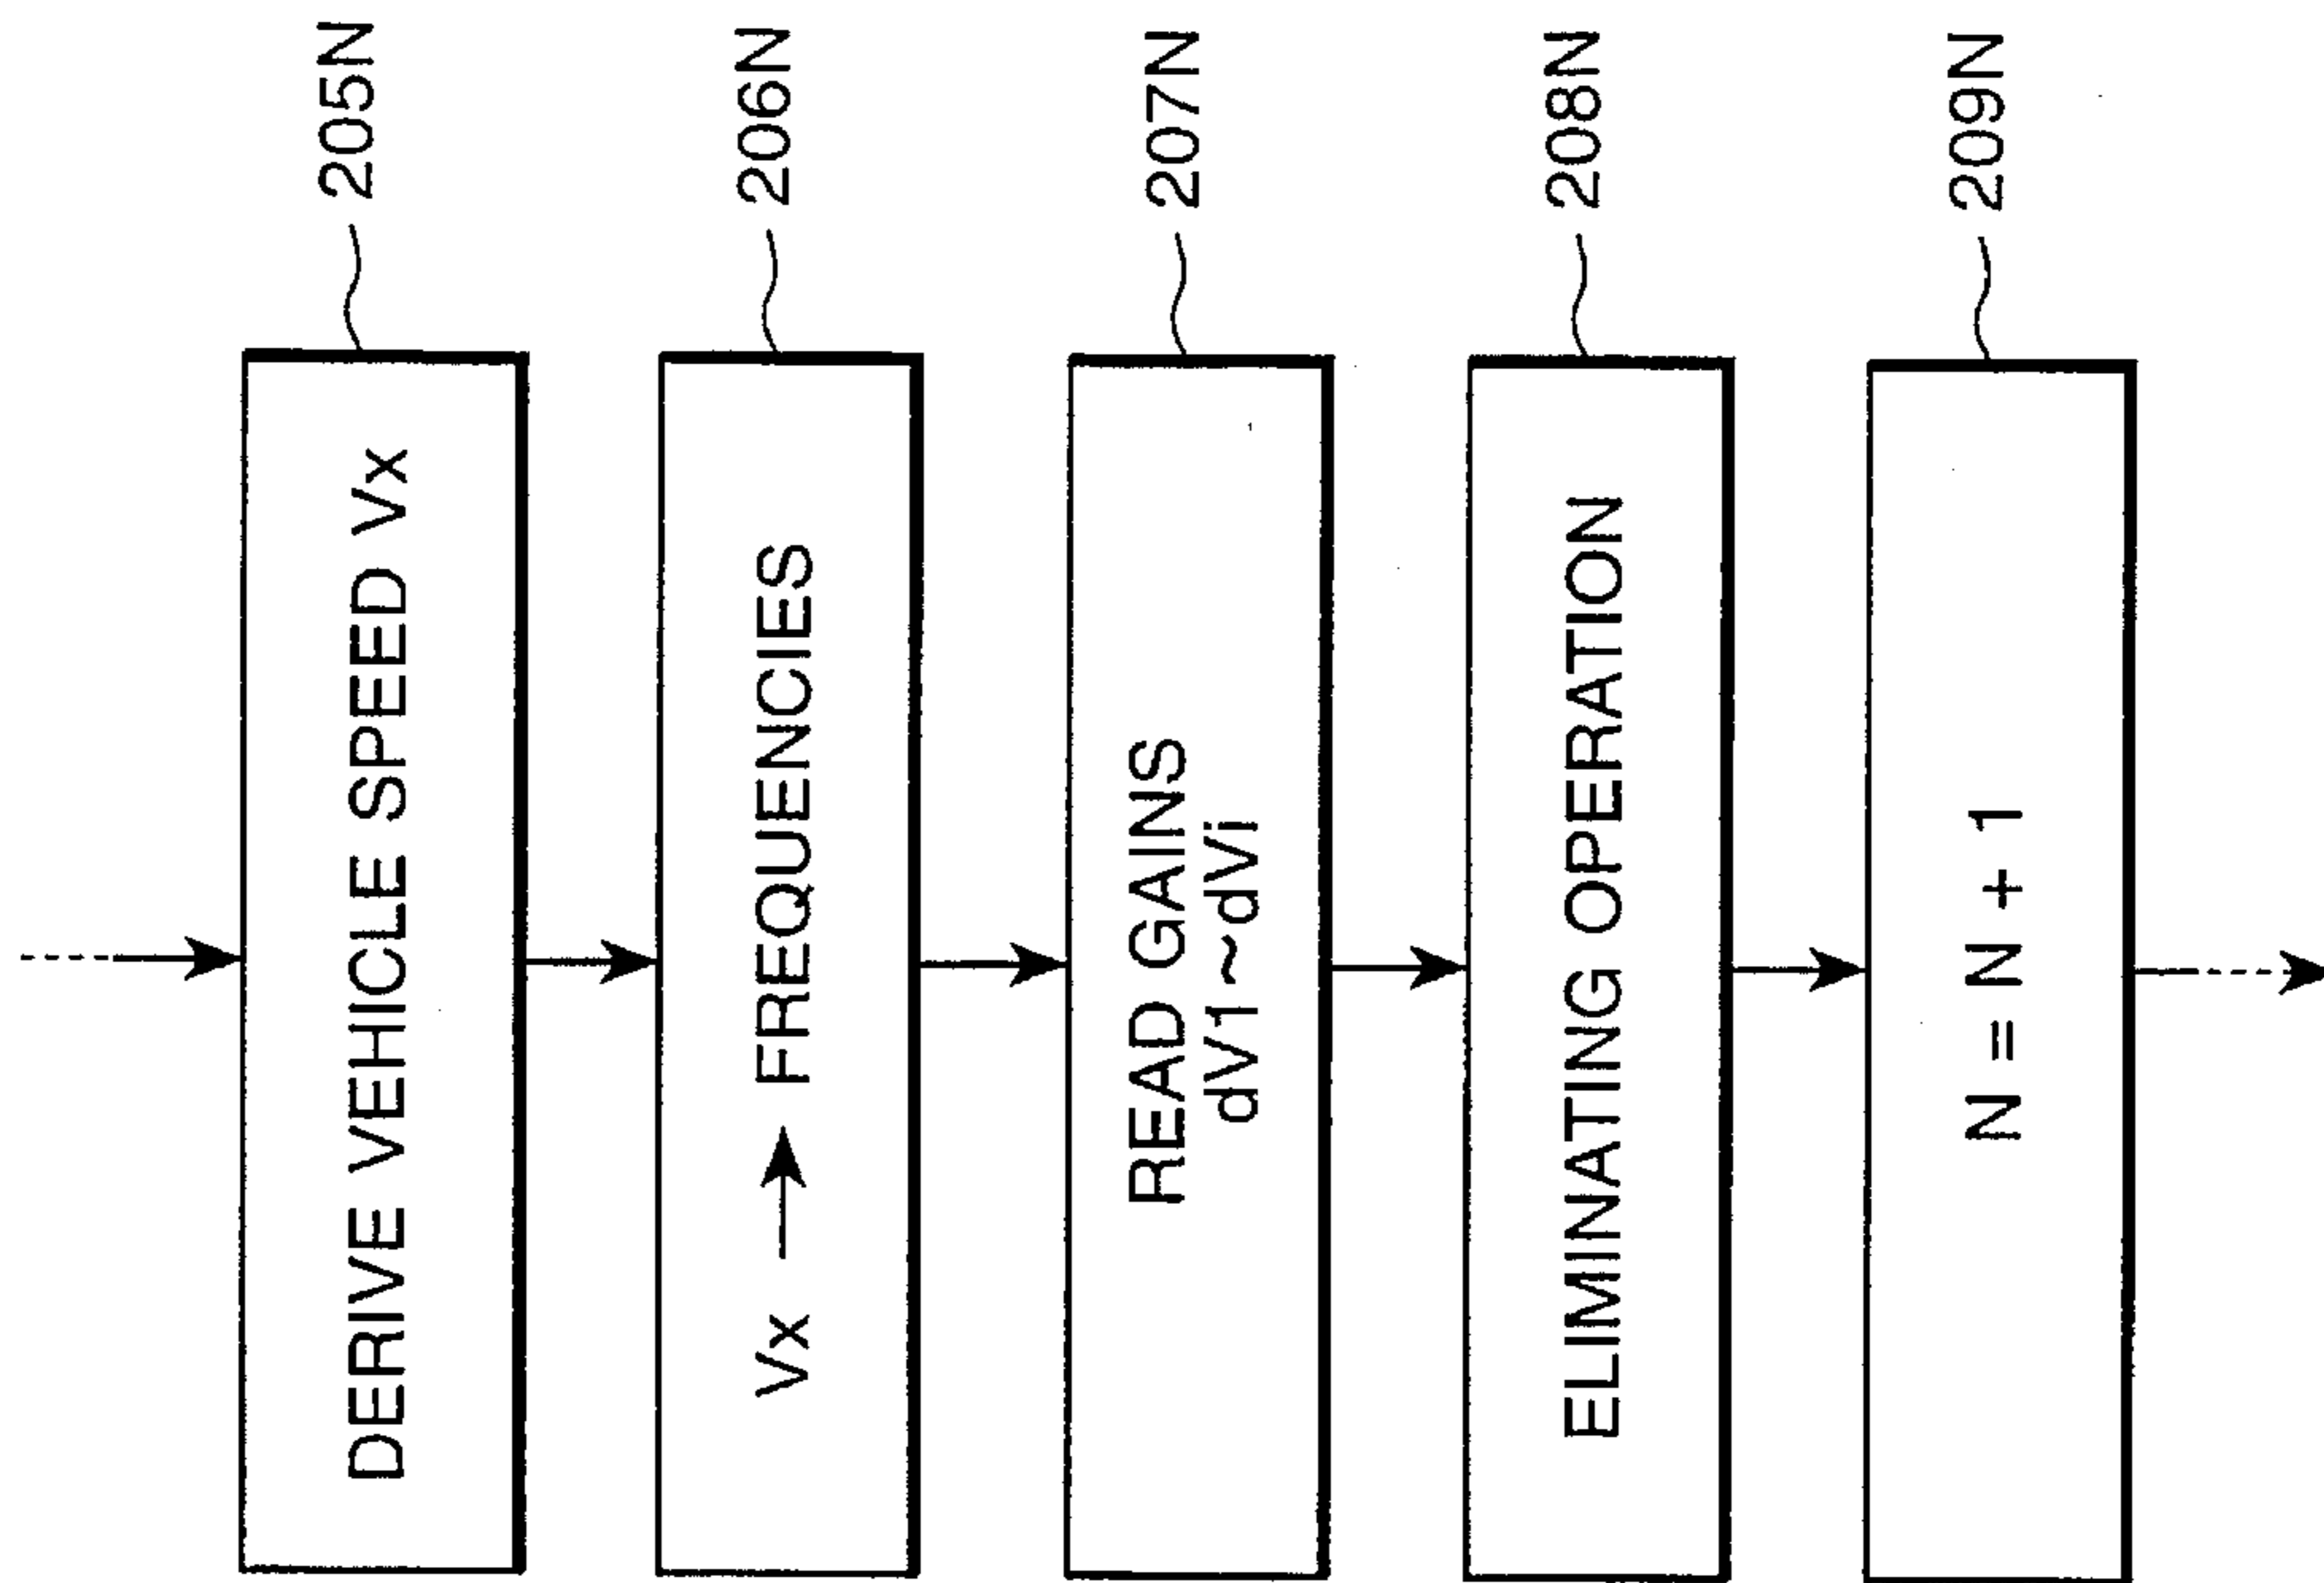 DERIVE VEHICLE SPEED Vx
205N
Vx → FREQUENCIES
206N
READ GAINS
dV1~dVi
207N
ELIMINATING OPERATION
208N
N = N + 1
209N